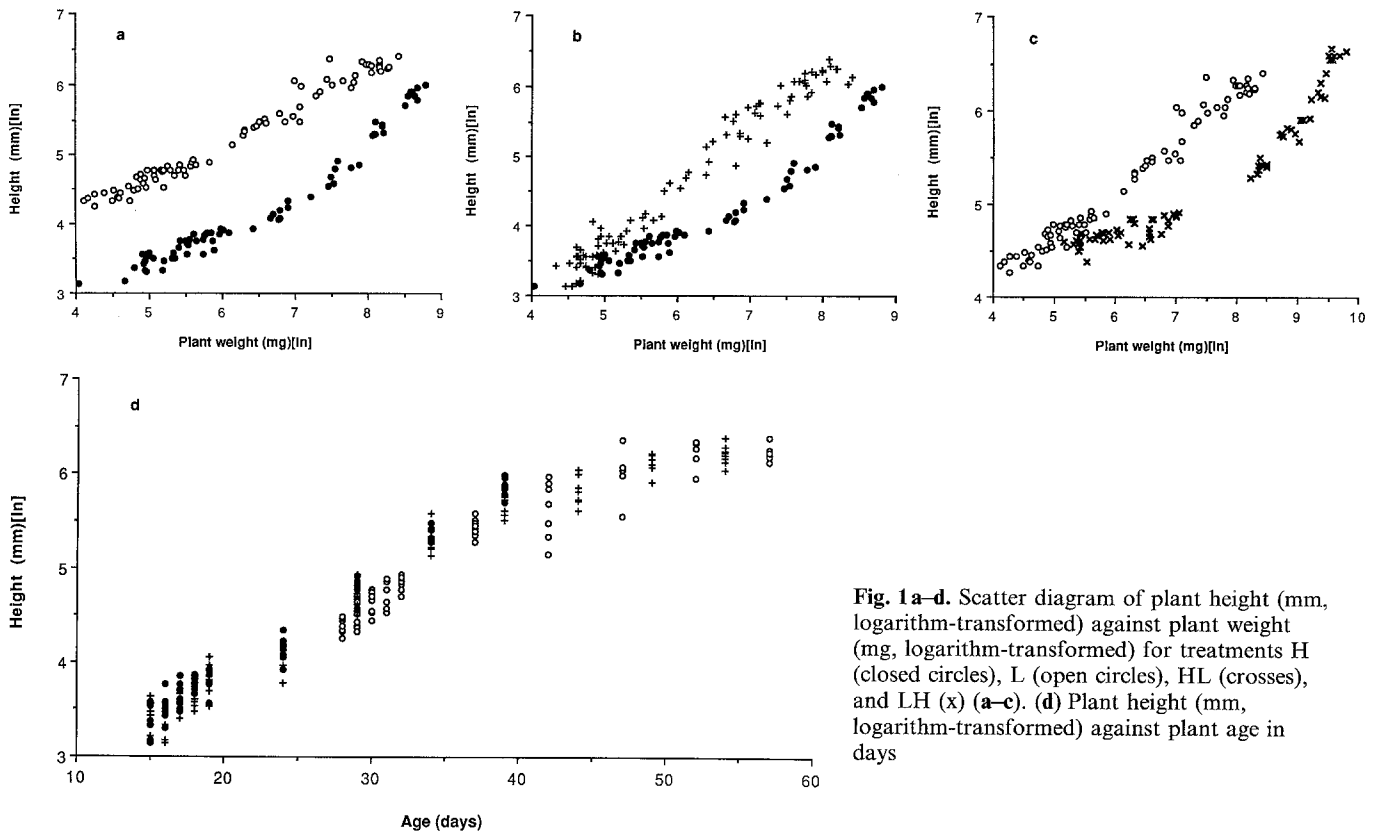 a
7
6
5
4
3
4 5 6 7 8 9
Height (mm)[ln]
Plant weight (mg)[ln]
b
7
6
5
4
3
4 5 6 7 8 9
Height (mm)[ln]
Plant weight (mg)[ln]
c
7
6
5
4
4 5 6 7 8 9 10
Height (mm)[ln]
Plant weight (mg)[ln]
d
7
6
5
4
3
10 20 30 40 50 60
Height (mm)[ln]
Age (days)
Fig. 1a–d. Scatter diagram of plant height (mm,
logarithm-transformed) against plant weight
(mg, logarithm-transformed) for treatments H
(closed circles), L (open circles), HL (crosses),
and LH (x) (a–c). (d) Plant height (mm,
logarithm-transformed) against plant age in
days